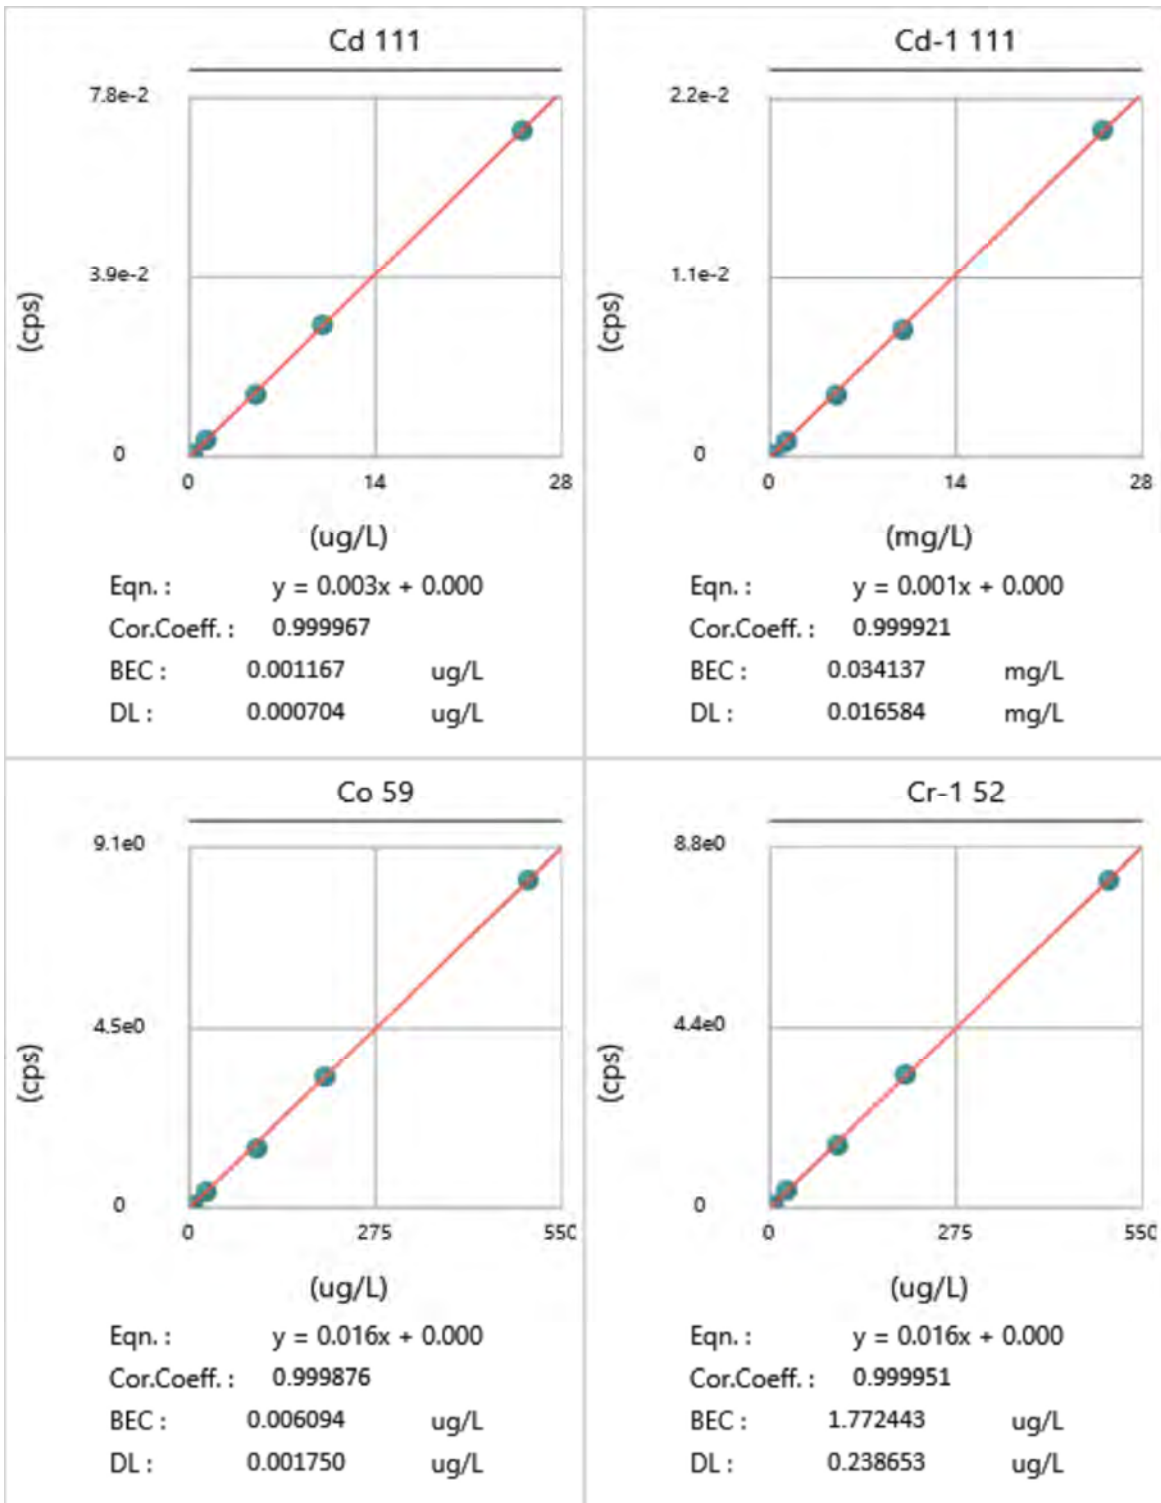 Cd 111
7.8e-2
3.9e-2
0
(cps)
0 14 28
(ug/L)
Eqn. : y = 0.003x + 0.000
Cor.Coeff. : 0.999967
BEC : 0.001167 ug/L
DL : 0.000704 ug/L
Cd-1 111
2.2e-2
1.1e-2
0
(cps)
0 14 28
(mg/L)
Eqn. : y = 0.001x + 0.000
Cor.Coeff. : 0.999921
BEC : 0.034137 mg/L
DL : 0.016584 mg/L
Co 59
9.1e0
4.5e0
0
(cps)
0 275 550
(ug/L)
Eqn. : y = 0.016x + 0.000
Cor.Coeff. : 0.999876
BEC : 0.006094 ug/L
DL : 0.001750 ug/L
Cr-1 52
8.8e0
4.4e0
0
(cps)
0 275 550
(ug/L)
Eqn. : y = 0.016x + 0.000
Cor.Coeff. : 0.999951
BEC : 1.772443 ug/L
DL : 0.238653 ug/L